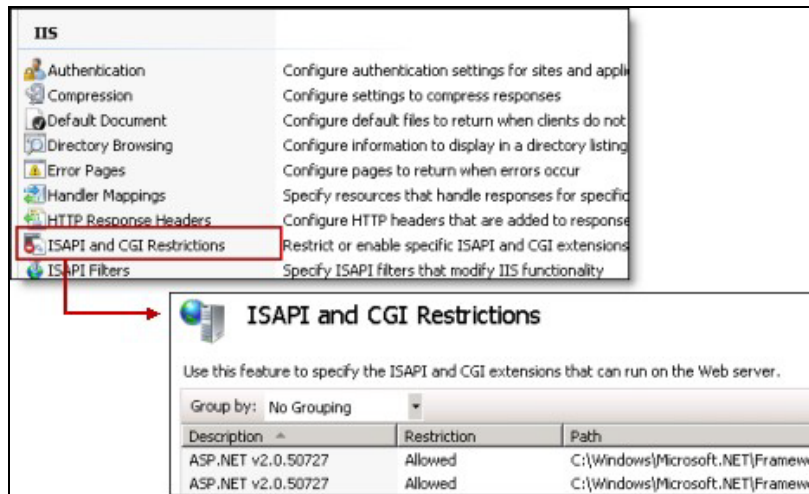 IIS
Authentication Configure authentication settings for sites and appli
Compression Configure settings to compress responses
Default Document Configure default files to return when clients do not
Directory Browsing Configure information to display in a directory listing
Error Pages Configure pages to return when errors occur
Handler Mappings Specify resources that handle responses for specific
HTTP Response Headers Configure HTTP headers that are added to response
ISAPI and CGI Restrictions Restrict or enable specific ISAPI and CGI extensions
ISAPI Filters Specify ISAPI filters that modify IIS functionality
ISAPI and CGI Restrictions
Use this feature to specify the ISAPI and CGI extensions that can run on the Web server.
Group by: No Grouping
Description Restriction Path
ASP.NET v2.0.50727 Allowed C:\Windows\Microsoft.NET\Framew
ASP.NET v2.0.50727 Allowed C:\Windows\Microsoft.NET\Framew